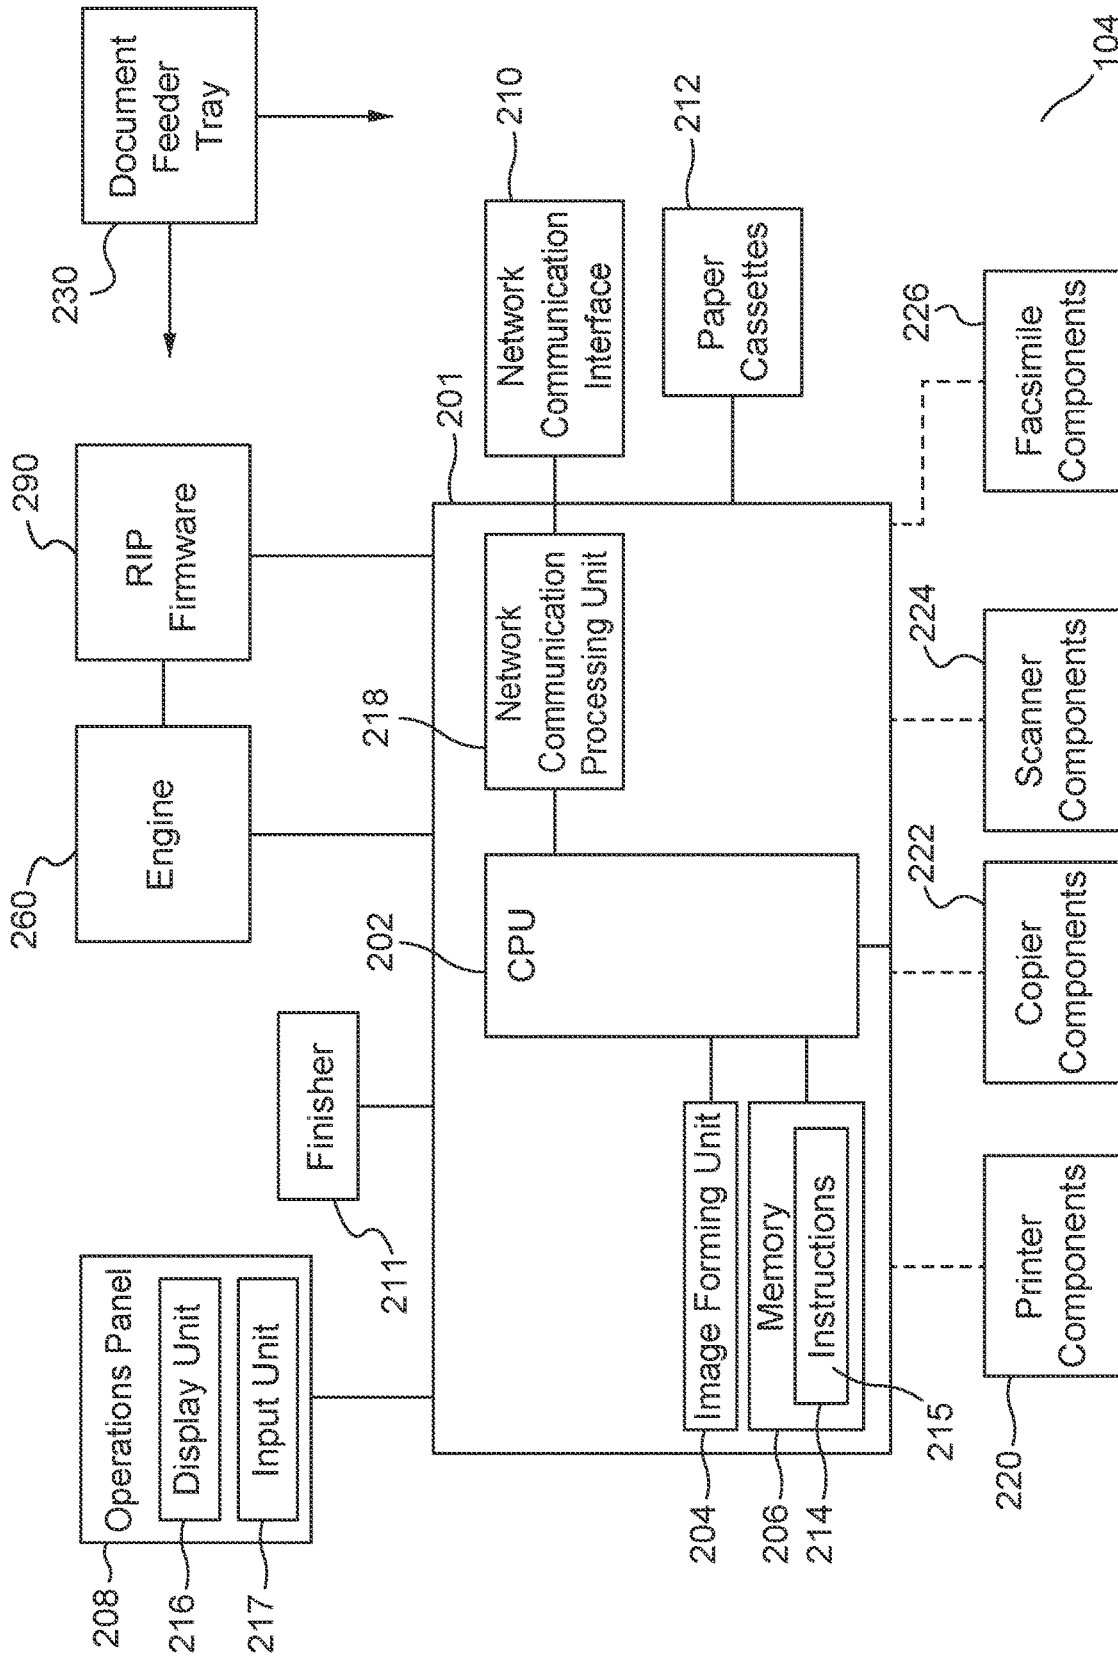 208
Operations Panel
216
Display Unit
217
Input Unit
211
Finisher
260
Engine
290
RIP
Firmware
230
Document
Feeder
Tray
201
202
CPU
218
Network
Communication
Processing Unit
Network
Communication
Interface
210
Paper
Cassettes
212
204
Image Forming Unit
206
Memory
214
Instructions
215
220
Printer
Components
222
Copier
Components
224
Scanner
Components
226
Facsimile
Components
104